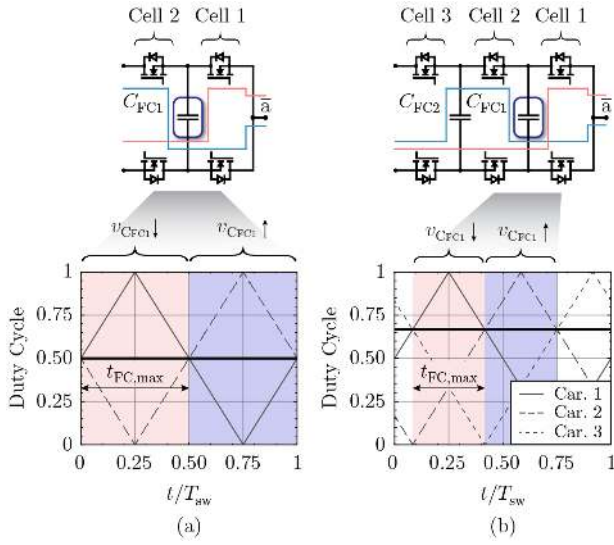 Cell 2 Cell 1
C_FC1
a̅
v_CFC1 ↓ v_CFC1 ↑
Duty Cycle
1
0.75
0.50
0.25
0
t_FC,max
0 0.25 0.50 0.75 1
t/T_sw
(a)
Cell 3 Cell 2 Cell 1
C_FC2 C_FC1
a̅
v_CFC1 ↓ v_CFC1 ↑
Duty Cycle
1
0.75
0.50
0.25
0
t_FC,max
Car. 1
Car. 2
Car. 3
0 0.25 0.50 0.75 1
t/T_sw
(b)